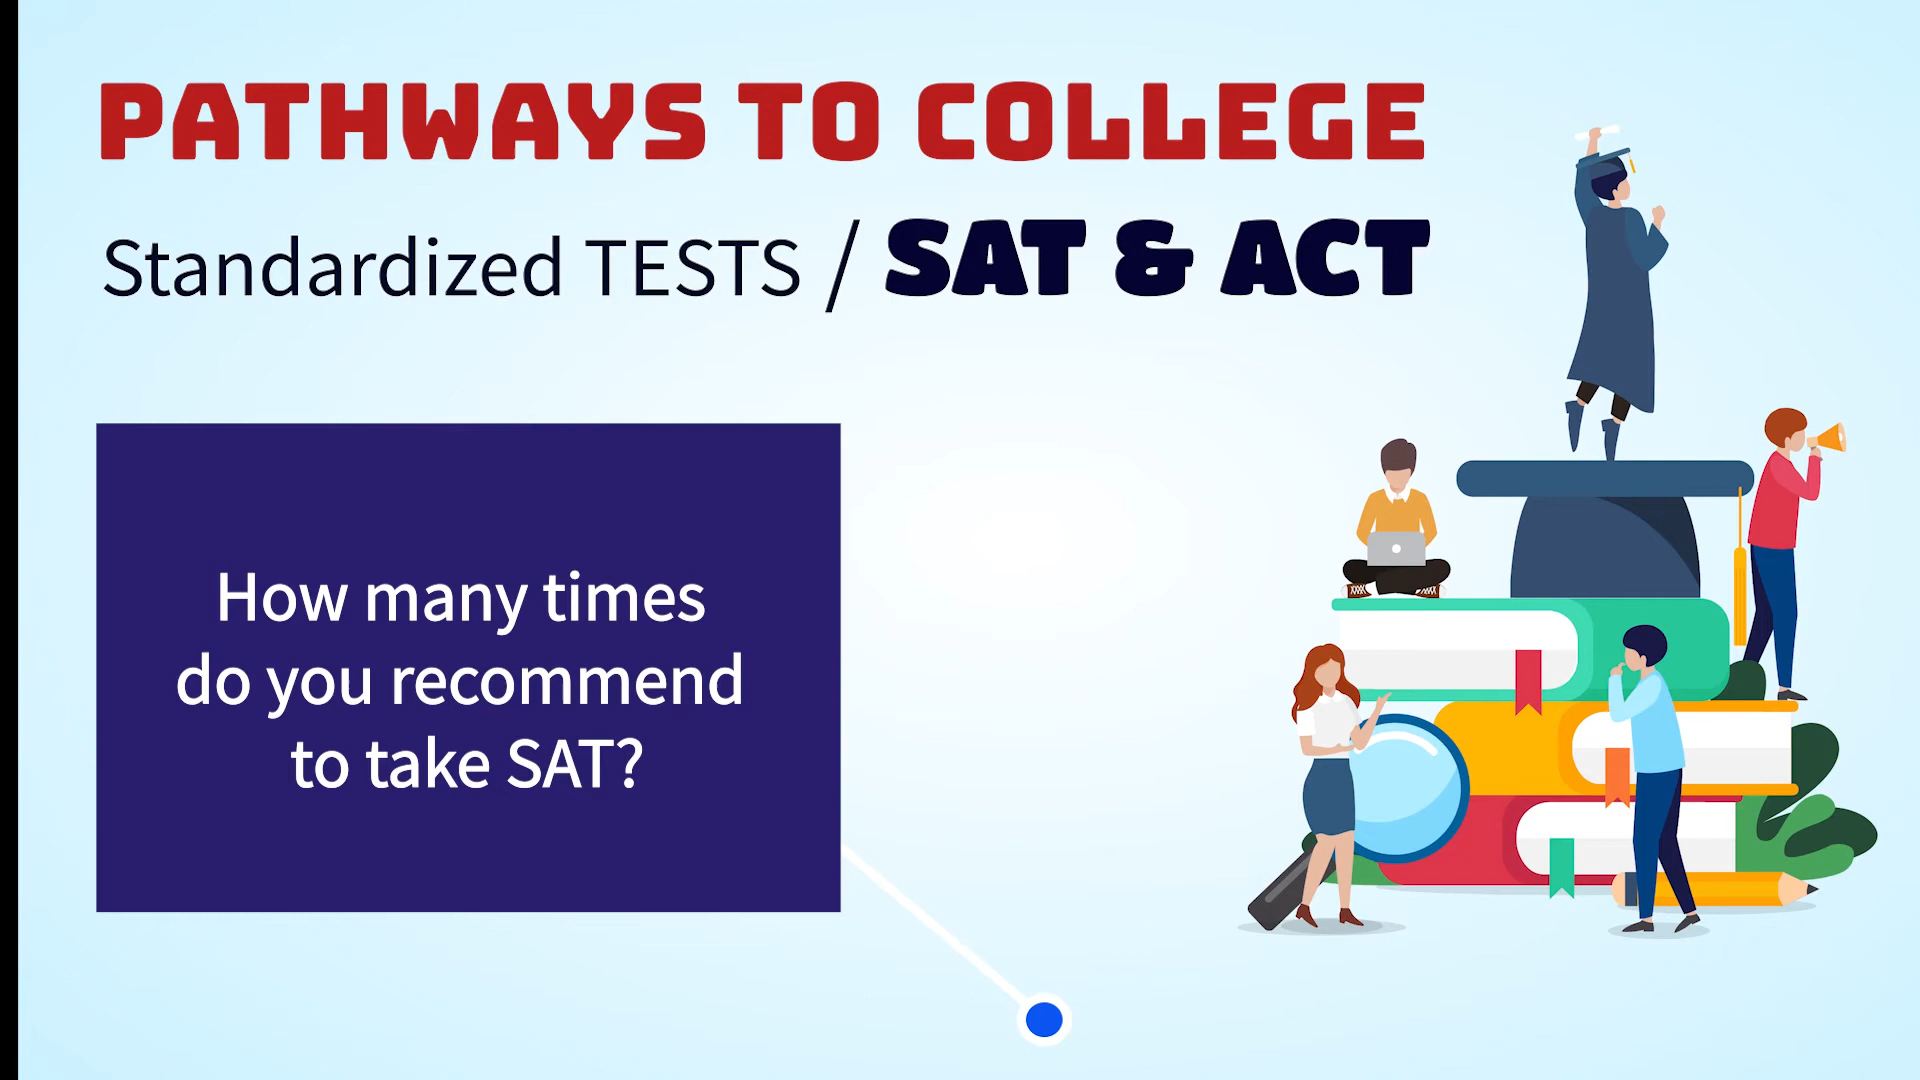 PATHWAYS TO COLLEGE
Standardized TESTS / SAT & ACT
How many times
do you recommend
to take SAT?